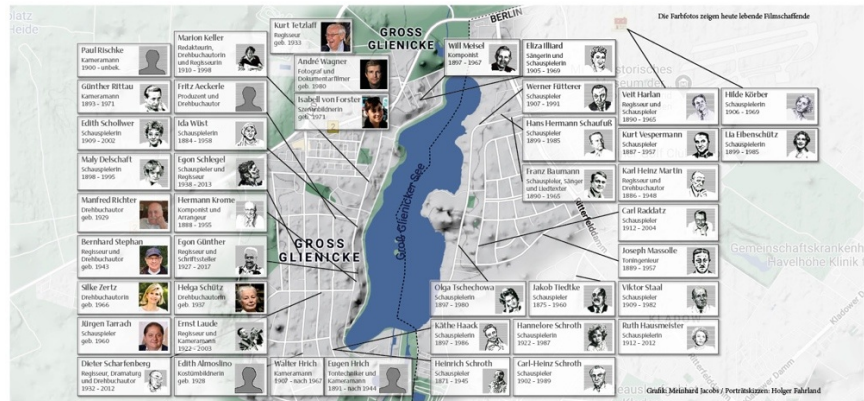 BERLIN
Die Farbfotos zeigen heute lebende Filmschaffende
GROSS
GLIENICKE
Paul Rischke
Kameramann
1900 - unbek.
Marion Keller
Redakteurin,
Drehbuchautorin
und Regisseurin
1910 - 1998
Kurt Tetzlaff
Regisseur
geb. 1933
André Wagner
Fotograf und
Dokumentarfilmer
geb. 1980
Isabell von Forster
Szenenbildnerin
geb. 1971
Günther Rittau
Kameramann
1893 - 1971
Fritz Aeckerle
Produzent und
Drehbuchautor
Edith Schollwer
Schauspielerin
1909 - 2002
Ida Wüst
Schauspielerin
1884 - 1958
Maly Delschaft
Schauspielerin
1898 - 1995
Egon Schlegel
Schauspieler und
Regisseur
1938 - 2013
Manfred Richter
Drehbuchautor
geb. 1929
Hermann Krome
Komponist und
Arrangeur
1888 - 1955
Bernhard Stephan
Regisseur und
Drehbuchautor
geb. 1943
Egon Günther
Regisseur und
Schriftsteller
1927 - 2017
Silke Zertz
Drehbuchautorin
geb. 1966
Helga Schütz
Drehbuchautorin
geb. 1937
Jürgen Tarrach
Schauspieler
geb. 1960
Ernst Laude
Regisseur und
Kameramann
1922 - 2003
Dieter Scharfenberg
Regisseur, Dramaturg
und Drehbuchautor
1932 - 2012
Edith Almoslino
Kostümbildnerin
geb. 1928
Walter Hrich
Kameramann
1907 - nach 1962
Eugen Hrich
Tontechniker und
Kameramann
1891 - nach 1944
GROSS
GLIENICKE
Groß Glienicker See
Will Meisel
Komponist
1897 - 1967
Eliza Illiard
Sängerin und
Schauspielerin
1905 - 1969
Werner Fütterer
Schauspieler
1907 - 1991
Hans Hermann Schaufuß
Schauspieler
1899 - 1985
Franz Baumann
Schauspieler, Sänger
und Liedtexter
1890 - 1965
Veit Harlan
Regisseur und
Schauspieler
1890 - 1965
Hilde Körber
Schauspielerin
1906 - 1969
Kurt Vespermann
Schauspieler
1887 - 1957
Lia Eibenschütz
Schauspielerin
1899 - 1985
Karl Heinz Martin
Regisseur und
Drehbuchautor
1886 - 1948
Carl Raddatz
Schauspieler
1912 - 2004
Joseph Massolle
Toningenieur
1889 - 1957
Olga Tschechowa
Schauspielerin
1897 - 1980
Jakob Tiedtke
Schauspieler
1875 - 1960
Viktor Staal
Schauspieler
1909 - 1982
Käthe Haack
Schauspielerin
1897 - 1986
Hannelore Schroth
Schauspielerin
1922 - 1987
Ruth Hausmeister
Schauspielerin
1912 - 2012
Heinrich Schroth
Schauspieler
1871 - 1945
Carl-Heinz Schroth
Schauspieler
1902 - 1989
Gemeinschaftskrankenh
Havelhöhe Klinik
Grafik: Meinhard Jacobs / Porträtskizzen: Holger Fahrland